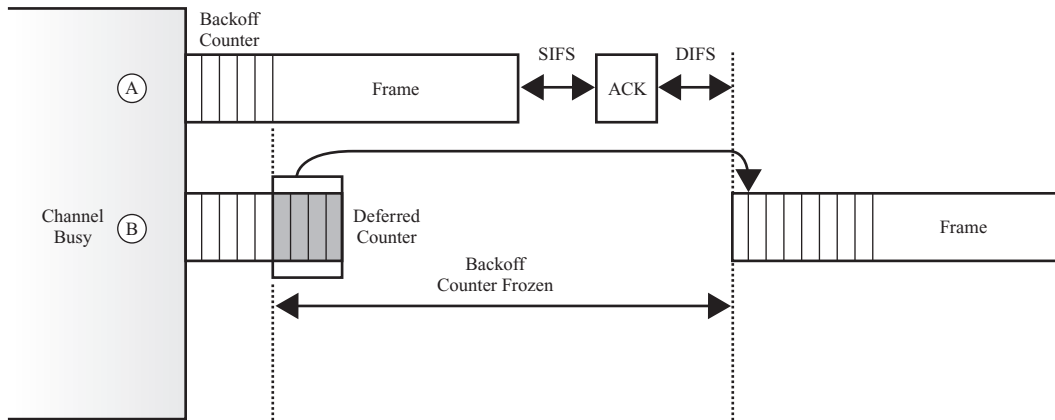 Backoff
Counter
A
Frame
SIFS
ACK
DIFS
Channel
Busy
B
Deferred
Counter
Frame
Backoff
Counter Frozen